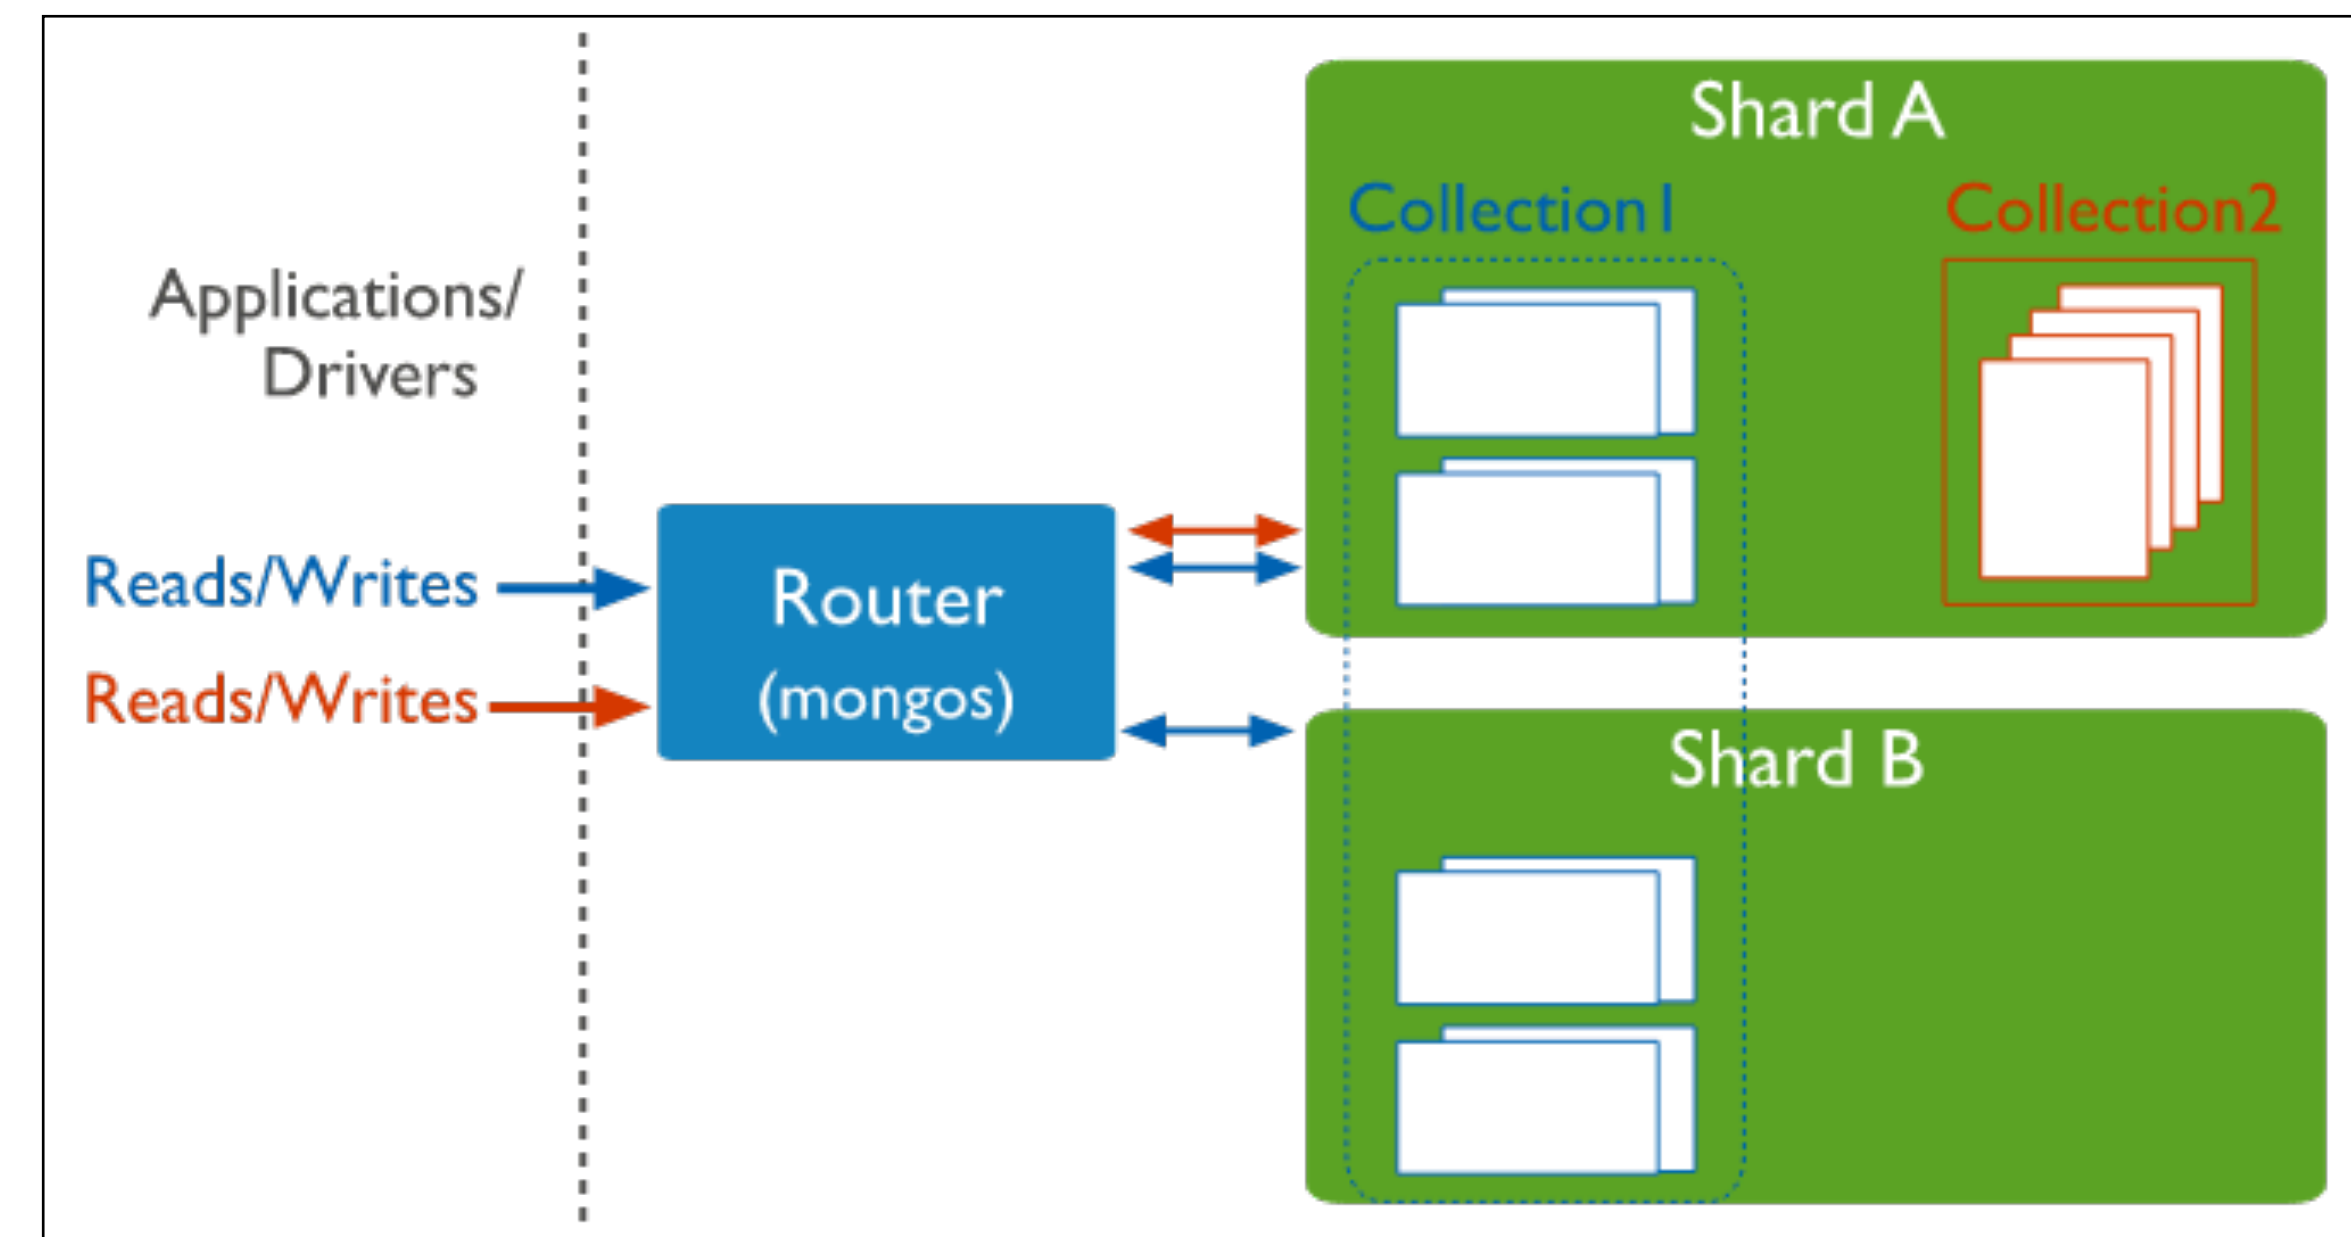 Applications/
Drivers
Reads/Writes
Reads/Writes
Router
(mongos)
Shard A
Collection1
Collection2
Shard B